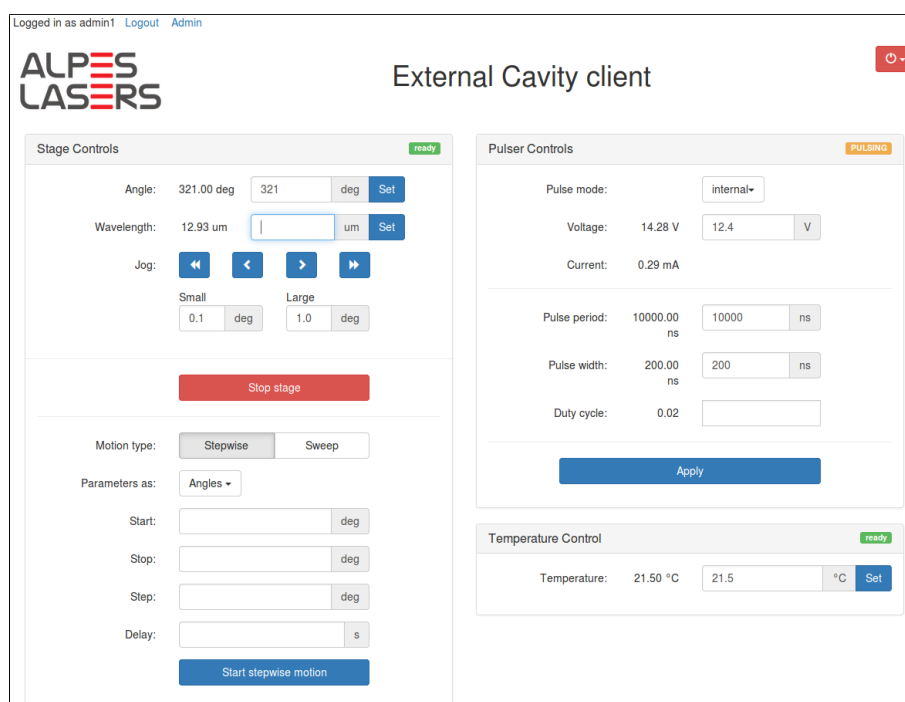 Logged in as admin1 Logout Admin
ALPES
LASERS
External Cavity client
Stage Controls ready
Angle: 321.00 deg 321 deg Set
Wavelength: 12.93 um um Set
Jog:
Small Large
0.1 deg 1.0 deg
Stop stage
Motion type: Stepwise Sweep
Parameters as: Angles
Start: deg
Stop: deg
Step: deg
Delay: s
Start stepwise motion
Pulser Controls PULSING
Pulse mode: internal
Voltage: 14.28 V 12.4 V
Current: 0.29 mA
Pulse period: 10000.00 10000 ns
ns
Pulse width: 200.00 200 ns
ns
Duty cycle: 0.02
Apply
Temperature Control ready
Temperature: 21.50 °C 21.5 °C Set